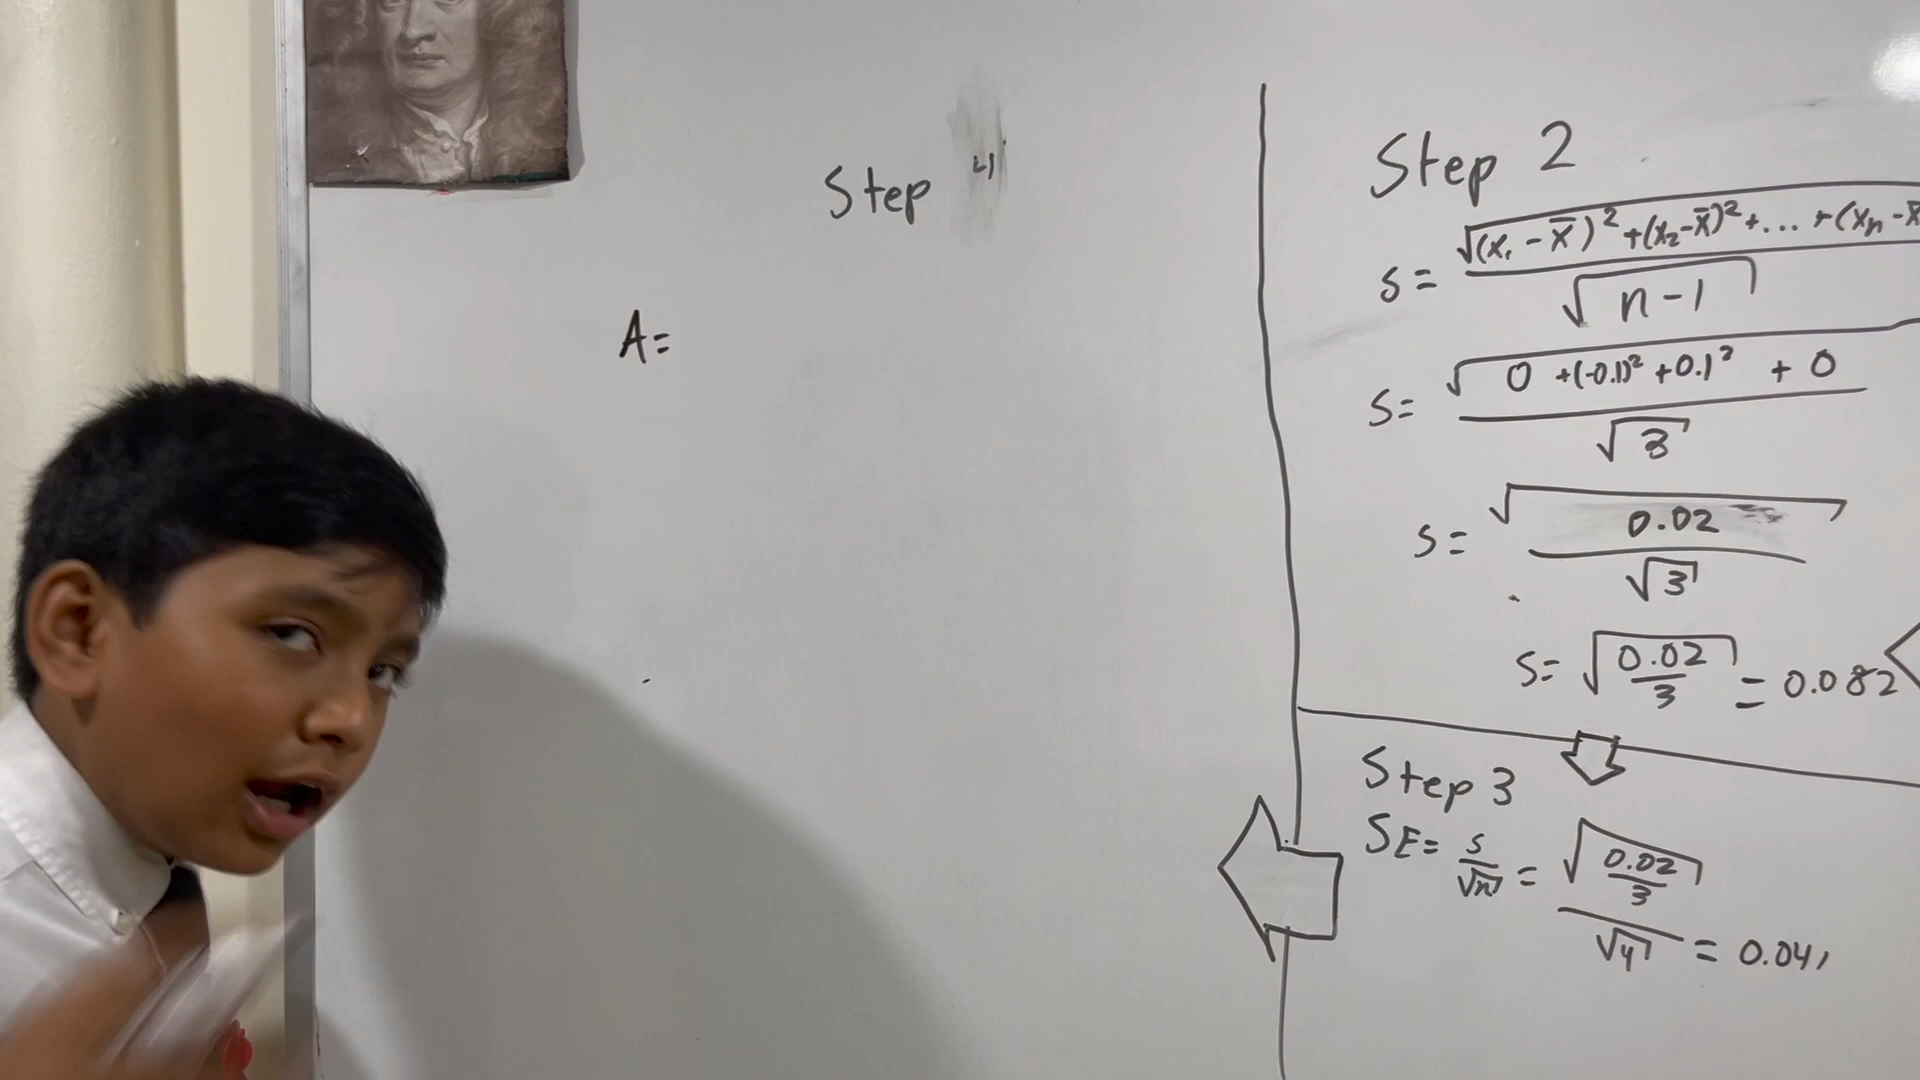 Step 4
A=
Step 2
s= √(x₁ - x̄)² + (x₂ - x̄)² + ... + (xₙ - x̄
√n-1
s= √0 + (-0.1)² + 0.1² + 0
√3
s= √0.02
√3
s= √0.02/3 = 0.082
Step 3
SE = s/√n = √0.02/3
√4 = 0.041